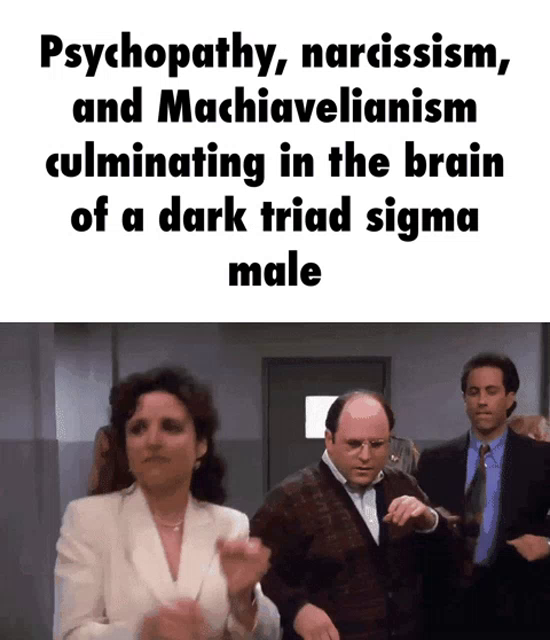 Psychopathy, narcissism,
and Machiavelianism
culminating in the brain
of a dark triad sigma
male